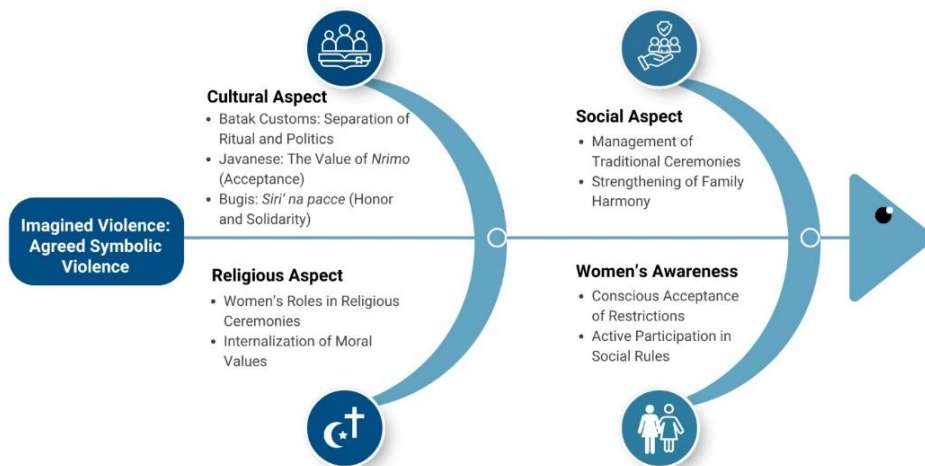 Imagined Violence:
Agreed Symbolic
Violence
Cultural Aspect
• Batak Customs: Separation of
Ritual and Politics
• Javanese: The Value of Nrimo
(Acceptance)
• Bugis: Siri’ na pacce (Honor
and Solidarity)
Religious Aspect
• Women’s Roles in Religious
Ceremonies
• Internalization of Moral
Values
Social Aspect
• Management of
Traditional Ceremonies
• Strengthening of Family
Harmony
Women’s Awareness
• Conscious Acceptance
of Restrictions
• Active Participation in
Social Rules